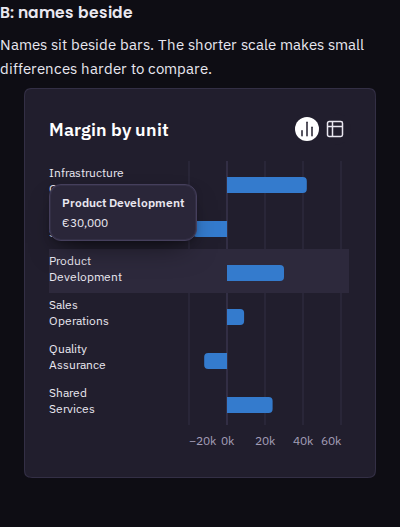 B: names beside
Names sit beside bars. The shorter scale makes small
differences harder to compare.
Margin by unit
Infrastructure
Product Development
€30,000
Product
Development
Sales
Operations
Quality
Assurance
Shared
Services
−20k 0k 20k 40k 60k